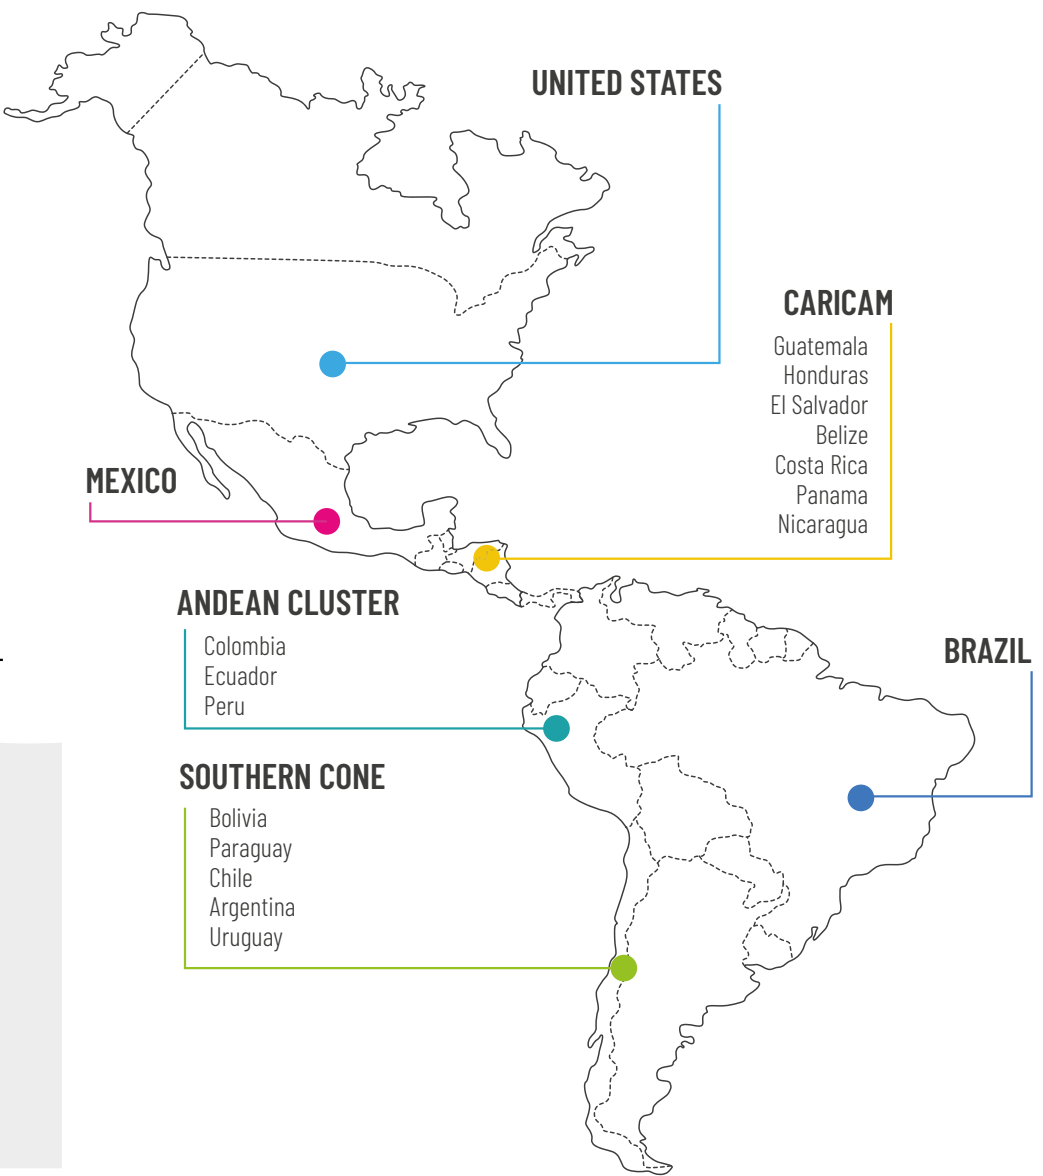 UNITED STATES
CARICAM
Guatemala
Honduras
El Salvador
Belize
Costa Rica
Panama
Nicaragua
MEXICO
ANDEAN CLUSTER
Colombia
Ecuador
Peru
BRAZIL
SOUTHERN CONE
Bolivia
Paraguay
Chile
Argentina
Uruguay